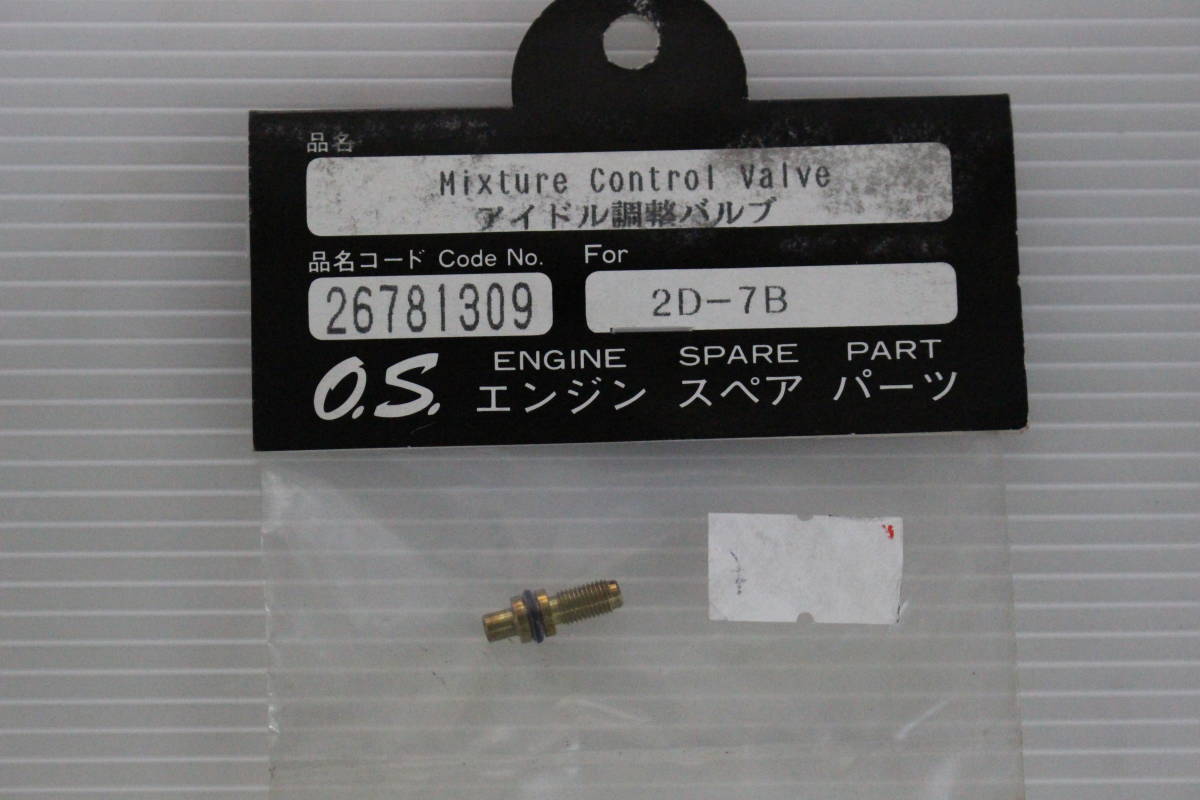 品名
Mixture Control Valve
アイドル調整バルブ
品名コード Code No.
For
26781309
2D-7B
O.S. ENGINE SPARE PART
エンジン スペア パーツ